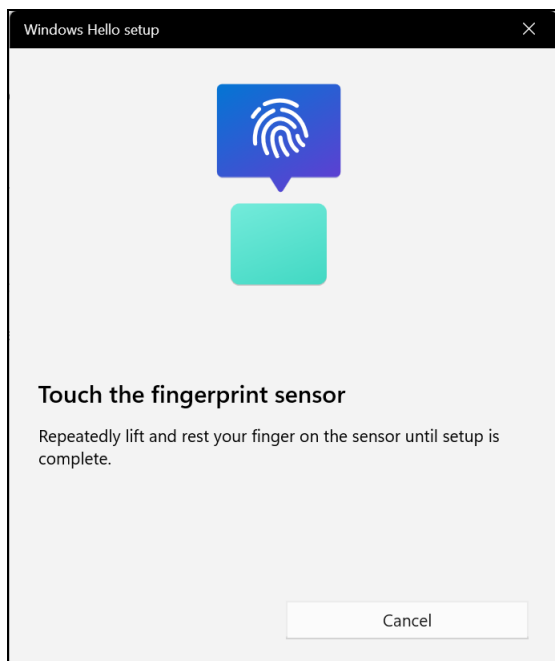 Windows Hello setup
Touch the fingerprint sensor
Repeatedly lift and rest your finger on the sensor until setup is
complete.
Cancel